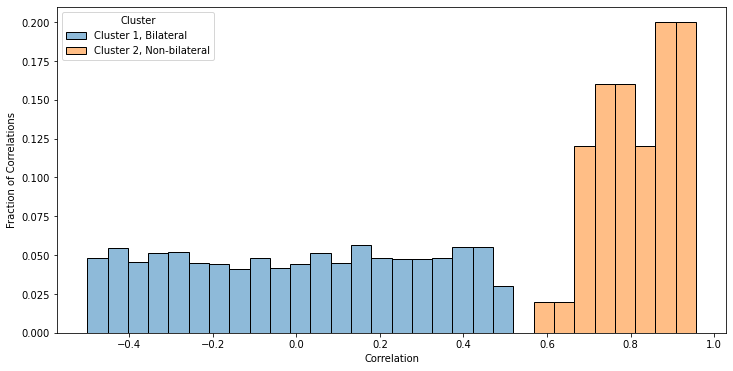 Cluster
Cluster 1, Bilateral
Cluster 2, Non-bilateral
0.200
0.175
0.150
0.125
0.100
0.075
0.050
0.025
0.000
Fraction of Correlations
−0.4 −0.2 0.0 0.2 0.4 0.6 0.8 1.0
Correlation